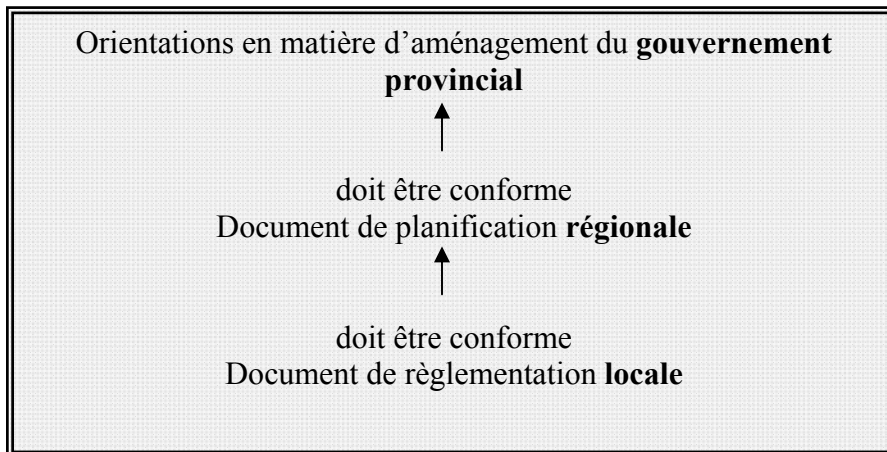 Orientations en matière d’aménagement du gouvernement
provincial
doit être conforme
Document de planification régionale
doit être conforme
Document de règlementation locale